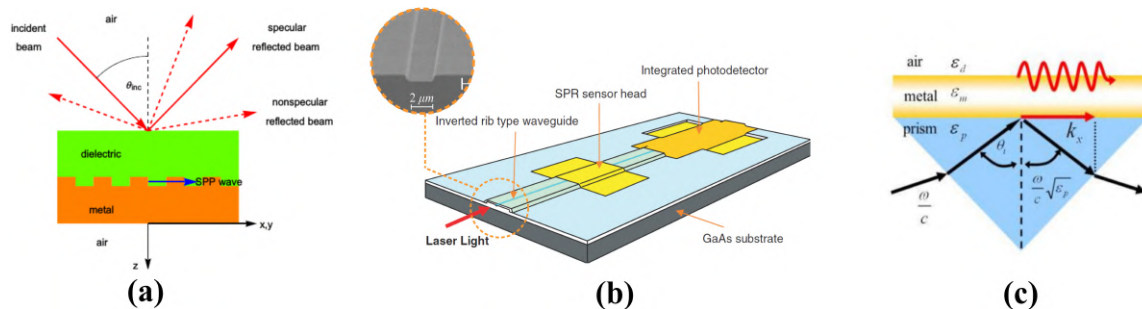 air
incident
beam
specular
reflected beam
θinc
nonspecular
reflected beam
dielectric
SPP wave
metal
x,y
air
z
(a)
2 μm
Inverted rib type waveguide
SPR sensor head
Integrated photodetector
Laser Light
GaAs substrate
(b)
air εd
metal εm
prism εp
kx
θi
ω/c
ω/c √εp
(c)